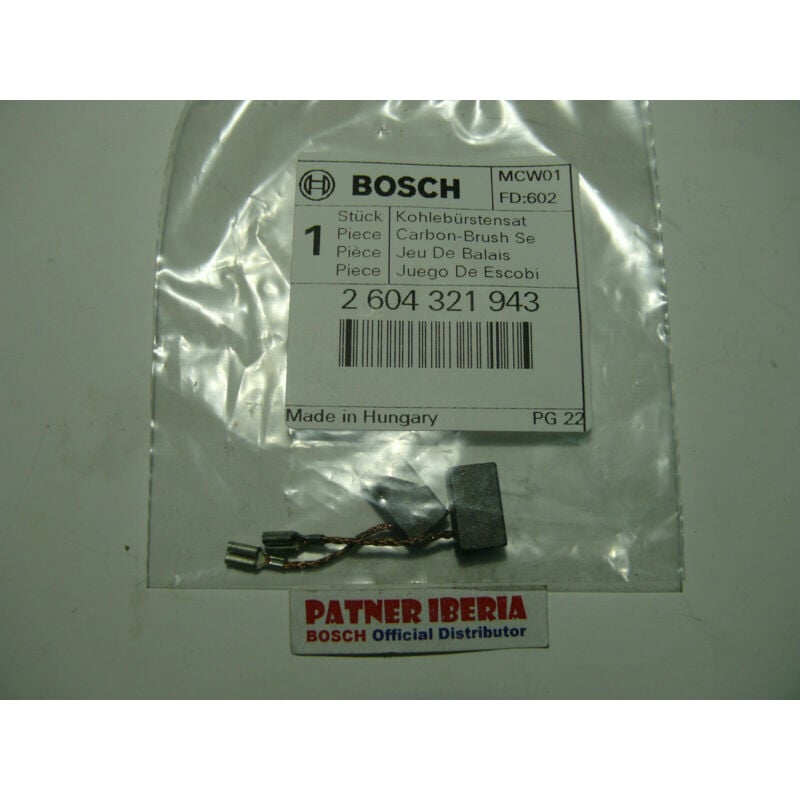 BOSCH
MCW01
FD:602
1
Stück Kohlebürstensat
Piece Carbon-Brush Se
Pièce Jeu De Balais
Piece Juego De Escobi
2 604 321 943
Made in Hungary PG 22
PATNER IBERIA
BOSCH Official Distributor